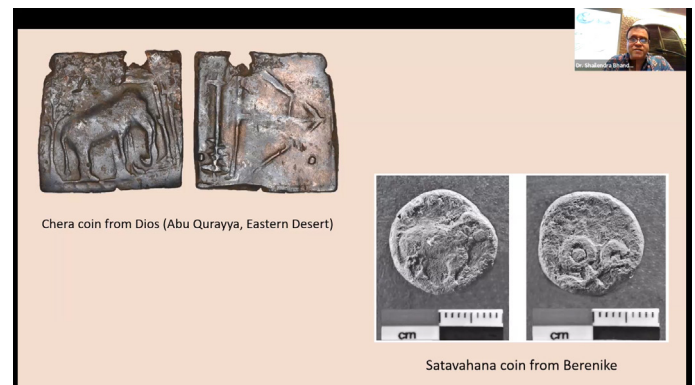 Dr. Shailendra Bhand...
Chera coin from Dios (Abu Qurayya, Eastern Desert)
cm
cm
Satavahana coin from Berenike